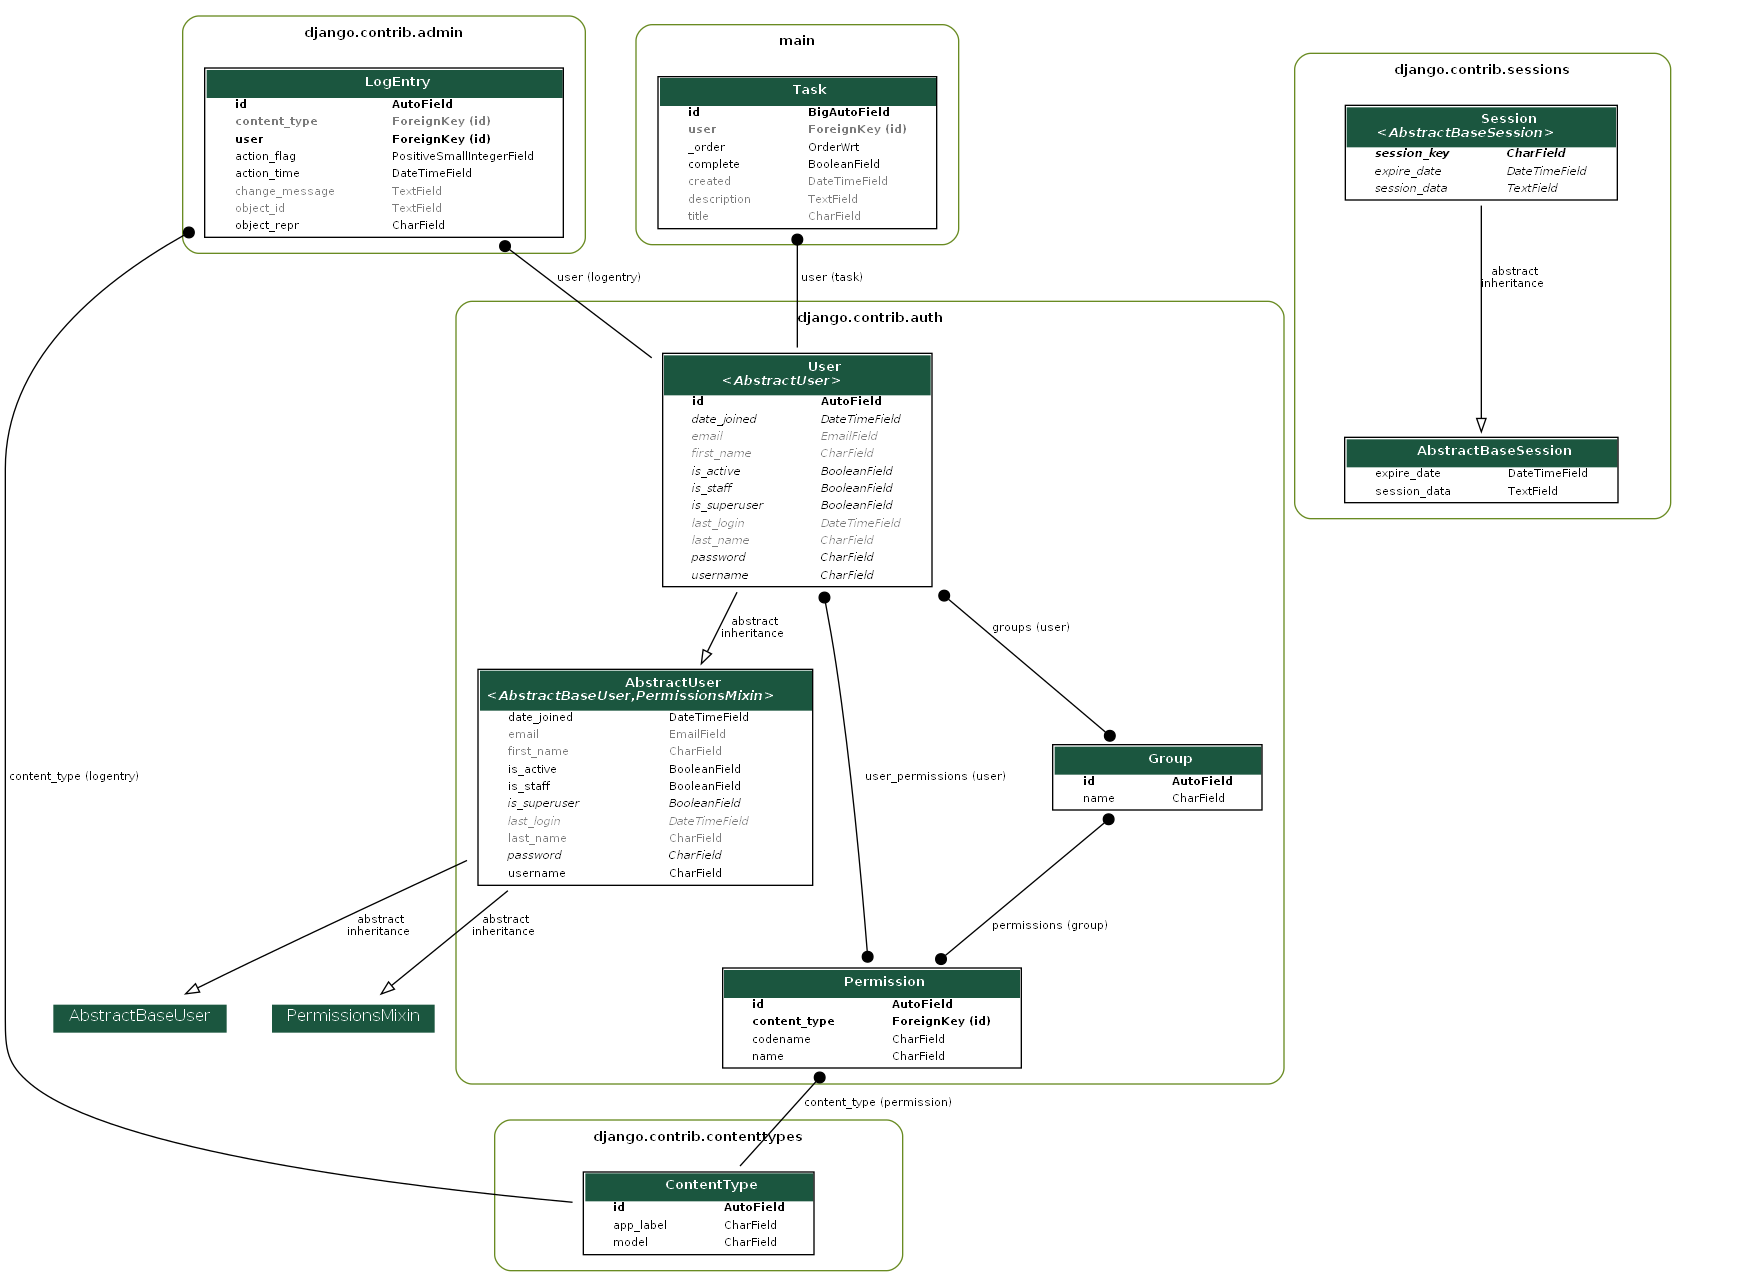 django.contrib.admin
LogEntry
id AutoField
content_type ForeignKey (id)
user ForeignKey (id)
action_flag PositiveSmallIntegerField
action_time DateTimeField
change_message TextField
object_id TextField
object_repr CharField
main
Task
id BigAutoField
user ForeignKey (id)
_order OrderWrt
complete BooleanField
created DateTimeField
description TextField
title CharField
django.contrib.sessions
Session
<AbstractBaseSession>
session_key CharField
expire_date DateTimeField
session_data TextField
abstract
inheritance
AbstractBaseSession
expire_date DateTimeField
session_data TextField
user (logentry)
user (task)
django.contrib.auth
User
<AbstractUser>
id AutoField
date_joined DateTimeField
email EmailField
first_name CharField
is_active BooleanField
is_staff BooleanField
is_superuser BooleanField
last_login DateTimeField
last_name CharField
password CharField
username CharField
abstract
inheritance
groups (user)
AbstractUser
<AbstractBaseUser,PermissionsMixin>
date_joined DateTimeField
email EmailField
first_name CharField
is_active BooleanField
is_staff BooleanField
is_superuser BooleanField
last_login DateTimeField
last_name CharField
password CharField
username CharField
content_type (logentry)
user_permissions (user)
Group
id AutoField
name CharField
abstract
inheritance
abstract
inheritance
permissions (group)
AbstractBaseUser
PermissionsMixin
Permission
id AutoField
content_type ForeignKey (id)
codename CharField
name CharField
content_type (permission)
django.contrib.contenttypes
ContentType
id AutoField
app_label CharField
model CharField